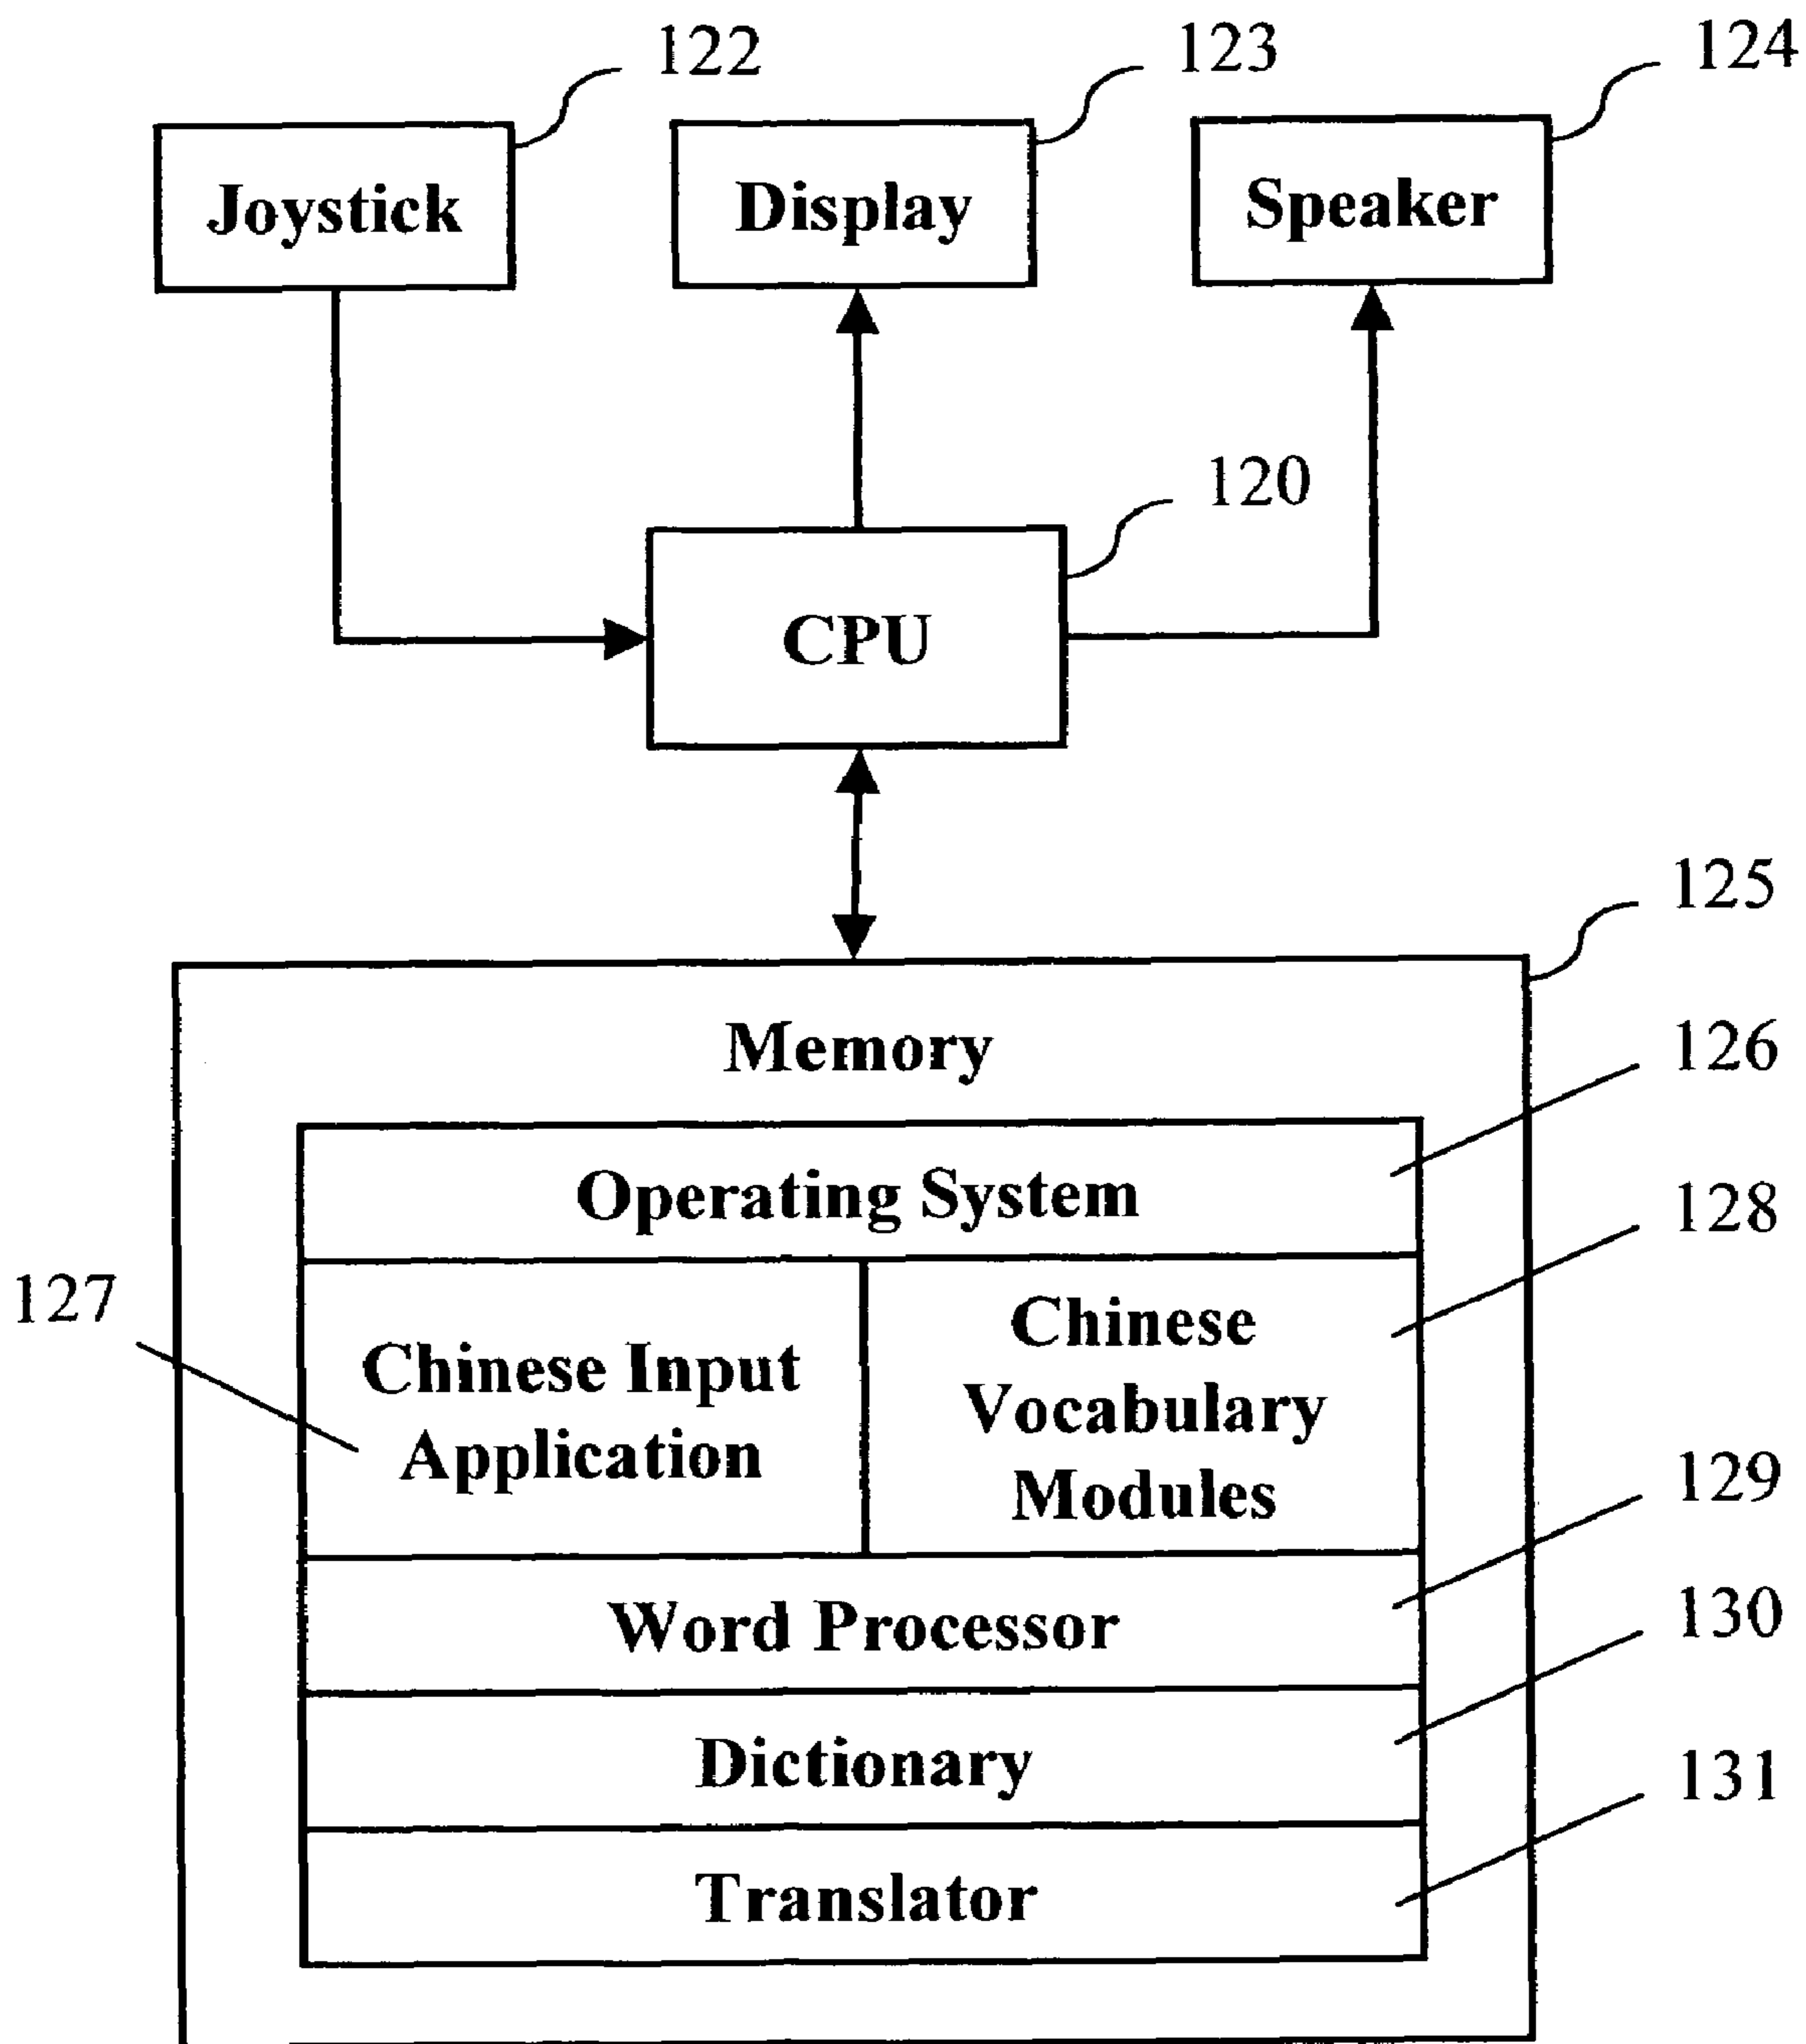 122
123
124
Joystick
Display
Speaker
120
CPU
125
Memory
126
Operating System
128
127
Chinese Input
Application
Chinese
Vocabulary
Modules
129
Word Processor
130
Dictionary
131
Translator